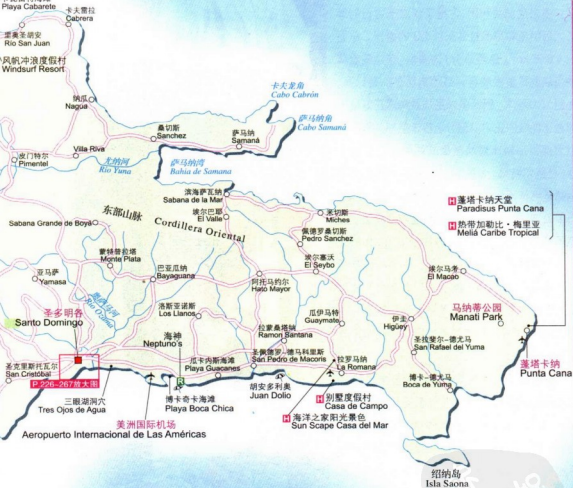 Playa Cabarete
卡夫雷拉
Cabrera
里奥圣胡安
Río San Juan
风帆冲浪度假村
Windsurf Resort
纳瓜
Nagua
卡夫龙角
Cabo Cabrón
桑切斯
Sanchez
萨马纳
Samaná
萨马纳角
Cabo Samaná
皮门特尔
Pimentel
Villa Riva
尤纳河
Río Yuna
萨马纳湾
Bahía de Samana
滨海萨瓦纳
Sabana de la Mar
东部山脉
Cordillera Oriental
Sabana Grande de Boyá
埃尔巴耶
El Valle
米切斯
Miches
佩德罗桑切斯
Pedro Sanchez
H 蓬塔卡纳天堂
Paradisus Punta Cana
H 热带加勒比·梅里亚
Meliá Caribe Tropical
蒙特普拉塔
Monte Plata
亚马萨
Yamasa
巴亚瓜纳
Bayaguana
埃尔塞沃
El Seybo
阿托马约尔
Hato Mayor
埃尔马考
El Macao
圣多明各
Santo Domingo
洛斯亚诺斯
Los Llanos
瓜伊马特
Guaymate
伊圭
Higüey
马纳蒂公园
Manati Park
海神
Neptuno's
拉蒙桑塔纳
Ramon Santana
圣拉斐尔-德尤马
San Rafael del Yuma
圣克里斯托瓦尔
San Cristóbal
P.226-267放大图
瓜卡内斯海滩
Playa Guacanes
圣佩德罗-德马科里斯
San Pedro de Macoris
拉罗马纳
La Romana
蓬塔卡纳
Punta Cana
三眼湖洞穴
Tres Ojos de Agua
R
博卡奇卡海滩
Playa Boca Chica
胡安多利奥
Juan Dolio
H 别墅度假村
Casa de Campo
博卡-德尤马
Boca de Yuma
美洲国际机场
Aeropuerto Internacional de Las Américas
H 海洋之家阳光景色
Sun Scape Casa del Mar
绍纳岛
Isla Saona